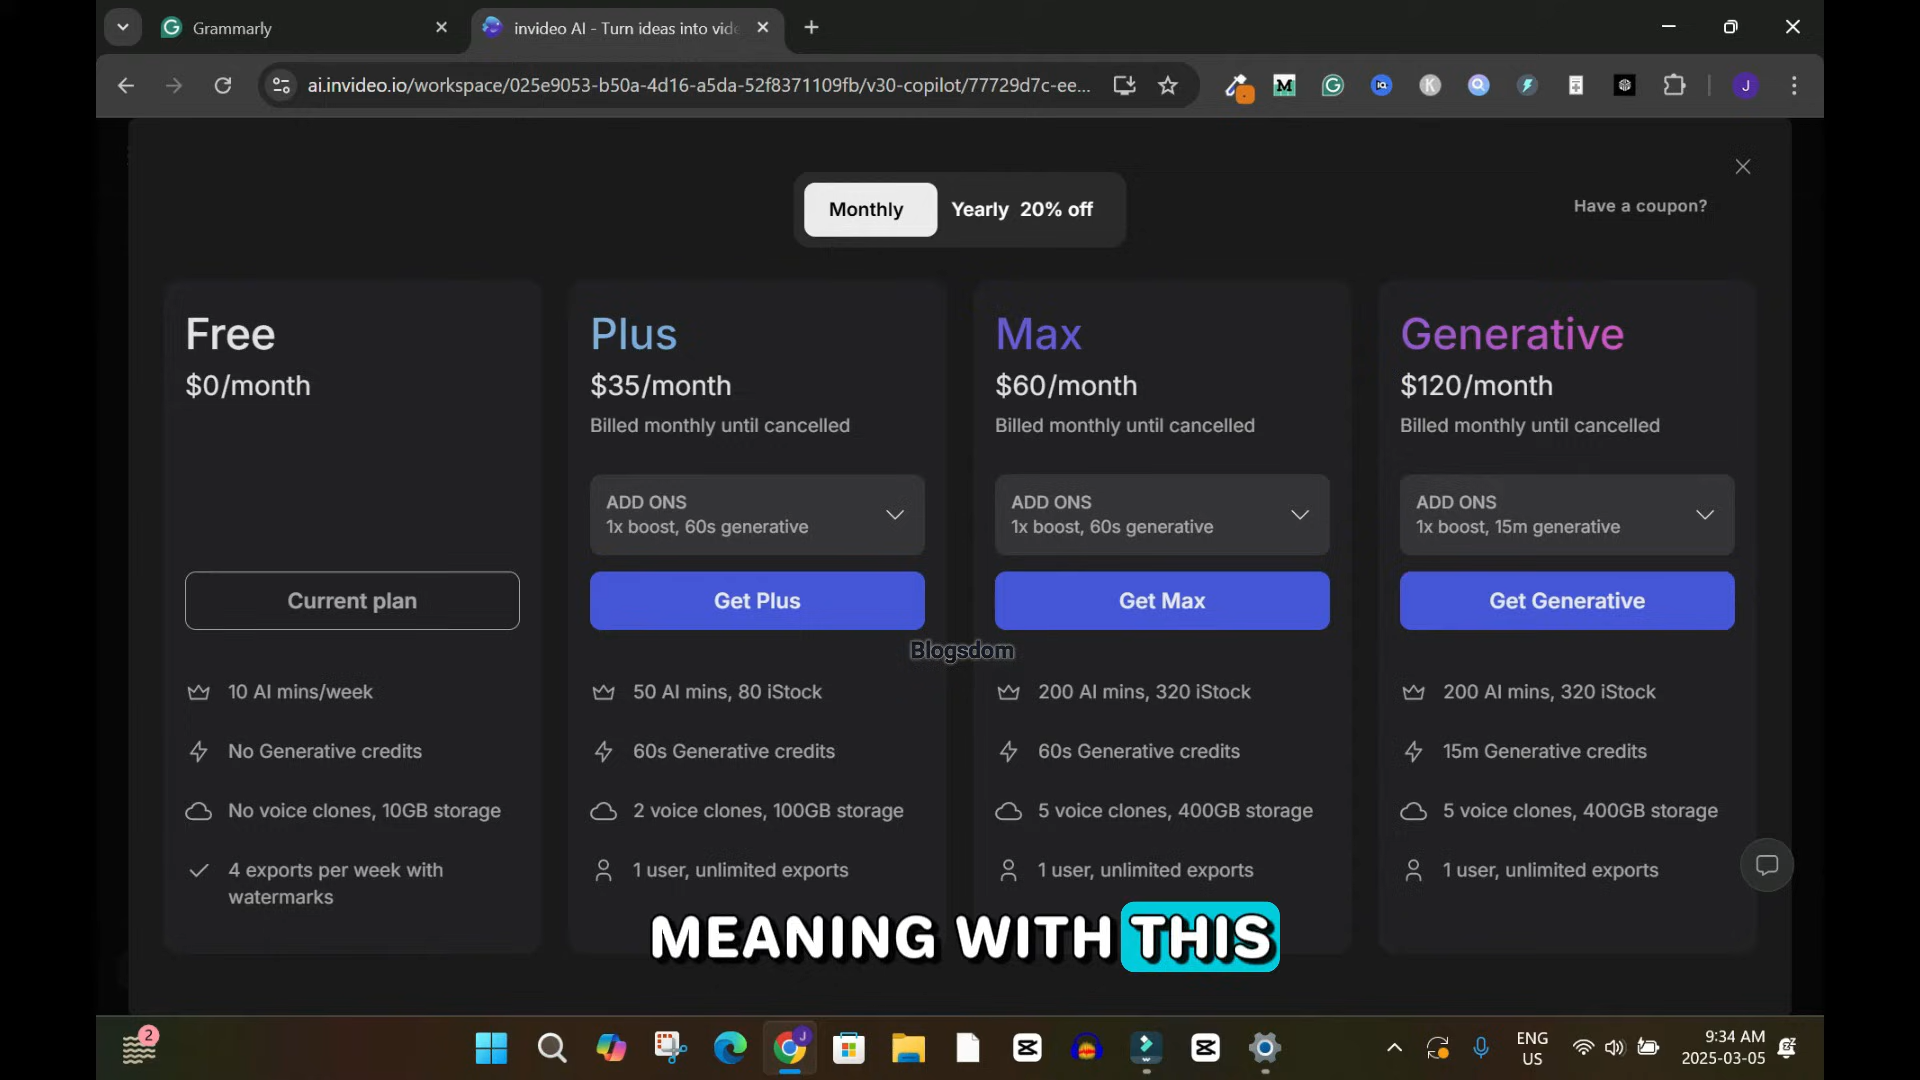 Grammarly
invideo AI - Turn ideas into vid
ai.invideo.io/workspace/025e9053-b50a-4d16-a5da-52f8371109fb/v30-copilot/77729d7c-ee...
M
G
K
J
Monthly
Yearly 20% off
Have a coupon?
Free
$0/month
Current plan
10 AI mins/week
No Generative credits
No voice clones, 10GB storage
4 exports per week with
watermarks
Plus
$35/month
Billed monthly until cancelled
ADD ONS
1x boost, 60s generative
Get Plus
50 AI mins, 80 iStock
60s Generative credits
2 voice clones, 100GB storage
1 user, unlimited exports
Max
$60/month
Billed monthly until cancelled
ADD ONS
1x boost, 60s generative
Get Max
200 AI mins, 320 iStock
60s Generative credits
5 voice clones, 400GB storage
1 user, unlimited exports
Generative
$120/month
Billed monthly until cancelled
ADD ONS
1x boost, 15m generative
Get Generative
200 AI mins, 320 iStock
15m Generative credits
5 voice clones, 400GB storage
1 user, unlimited exports
Blogsdom
MEANING WITH THIS
2
J
ENG
US
9:34 AM
2025-03-05